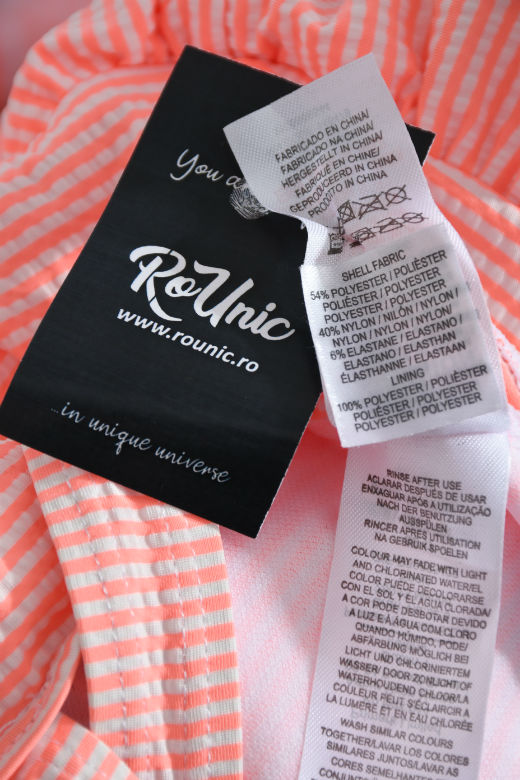 You a
RoUnic
www.rounic.ro
...in unique universe
FABRICADO EN CHINA/
FABRICADO NA CHINA/
HERGESTELLT IN CHINA/
FABRIQUÉ EN CHINE/
GEPRODUCEERD IN CHINA/
PRODUTO IN CHINA
SHELL FABRIC
54% POLYESTER / POLIÉSTER
POLIÉSTER / POLYESTER
POLYESTER / POLYESTER
40% NYLON / NILÓN / NYLON /
NYLON / NYLON / NYLON
6% ELASTANE / ELASTANO /
ELASTANO / ELASTHAN
ÉLASTHANNE / ELASTAAN
LINING
100% POLYESTER / POLIÉSTER
POLIÉSTER / POLYESTER
POLYESTER / POLYESTER
RINSE AFTER USE
ACLARAR DESPUÉS DE USAR
ENXAGUAR APÓS A UTILIZAÇÃO
NACH DER BENUTZUNG
AUSSPÜLEN
RINCER APRÈS UTILISATION
NA GEBRUIK SPOELEN
COLOUR MAY FADE WITH LIGHT
AND CHLORINATED WATER/EL
COLOR PUEDE DECOLORARSE
CON EL SOL Y EL AGUA CLORADA/
A COR PODE DESBOTAR DEVIDO
A LUZ E À ÁGUA COM CLORO
QUANDO HÚMIDO, PODE/
ABFÄRBUNG MÖGLICH BEI
LICHT UND CHLORINIERTEM
WASSER/ DOOR ZONLICHT OF
WATERHOUDEND CHLOOR/LA
COULEUR PEUT S'ÉCLAIRCIR À
LA LUMIÈRE ET EN EAU CHLORÉE
WASH SIMILAR COLOURS
TOGETHER/LAVAR LOS COLORES
SIMILARES JUNTOS/LAVAR AS
CONJUNTO CORES SEMELHANTES